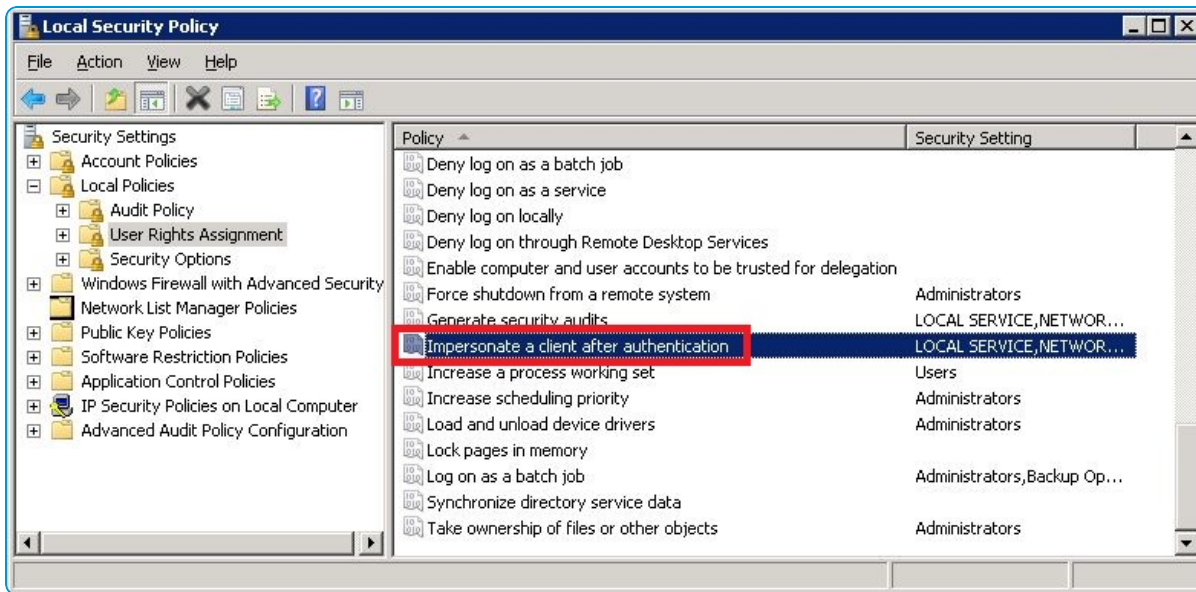 Local Security Policy
File Action View Help
Security Settings
Account Policies
Local Policies
Audit Policy
User Rights Assignment
Security Options
Windows Firewall with Advanced Security
Network List Manager Policies
Public Key Policies
Software Restriction Policies
Application Control Policies
IP Security Policies on Local Computer
Advanced Audit Policy Configuration
Policy Security Setting
Deny log on as a batch job
Deny log on as a service
Deny log on locally
Deny log on through Remote Desktop Services
Enable computer and user accounts to be trusted for delegation
Force shutdown from a remote system Administrators
Generate security audits LOCAL SERVICE,NETWOR...
Impersonate a client after authentication LOCAL SERVICE,NETWOR...
Increase a process working set Users
Increase scheduling priority Administrators
Load and unload device drivers Administrators
Lock pages in memory
Log on as a batch job Administrators,Backup Op...
Synchronize directory service data
Take ownership of files or other objects Administrators